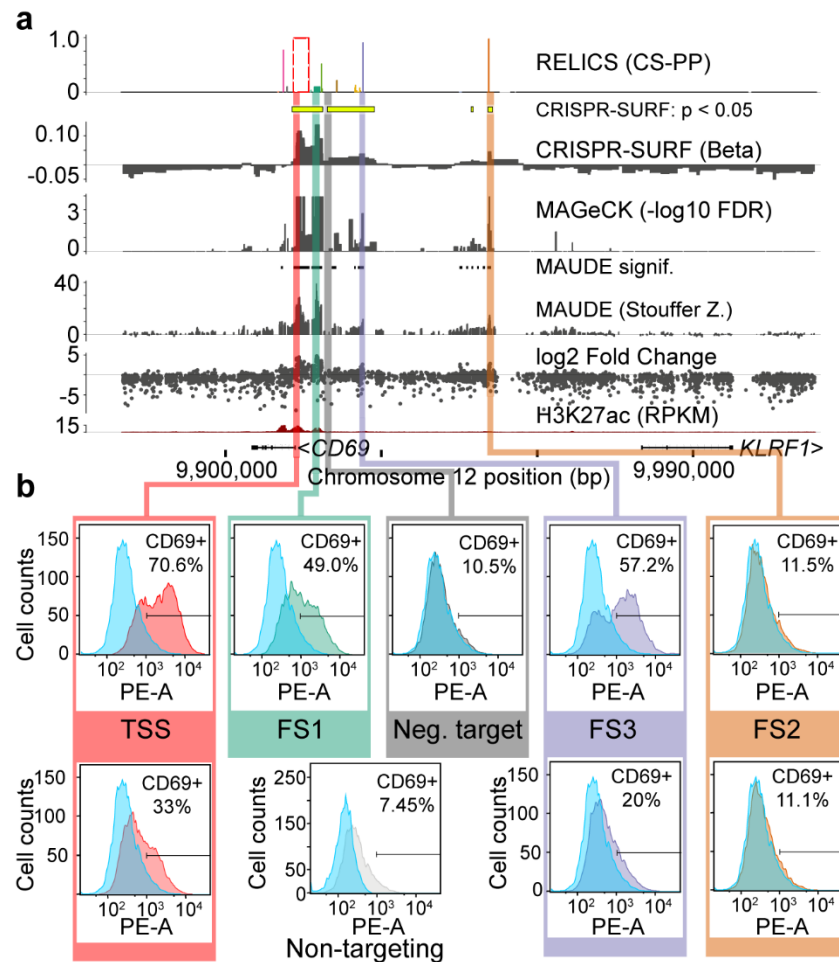 a
1.0
0
RELICS (CS-PP)
CRISPR-SURF: p < 0.05
0.10
-0.05
CRISPR-SURF (Beta)
3
0
MAGeCK (-log10 FDR)
MAUDE signif.
40
0
MAUDE (Stouffer Z.)
5
-5
log2 Fold Change
15
H3K27ac (RPKM)
<CD69
KLRF1>
9,900,000
9,990,000
Chromosome 12 position (bp)
b
Cell counts
150
100
50
0
CD69+
70.6%
10² 10³ 10⁴
PE-A
TSS
CD69+
49.0%
10² 10³ 10⁴
PE-A
FS1
CD69+
10.5%
10² 10³ 10⁴
PE-A
Neg. target
CD69+
57.2%
10² 10³ 10⁴
PE-A
FS3
CD69+
11.5%
10² 10³ 10⁴
PE-A
FS2
Cell counts
150
100
50
CD69+
33%
10² 10³ 10⁴
PE-A
Cell counts
250
150
50
0
CD69+
7.45%
10² 10³ 10⁴
PE-A
Non-targeting
Cell counts
150
100
50
0
CD69+
20%
10² 10³ 10⁴
PE-A
CD69+
11.1%
10² 10³ 10⁴
PE-A